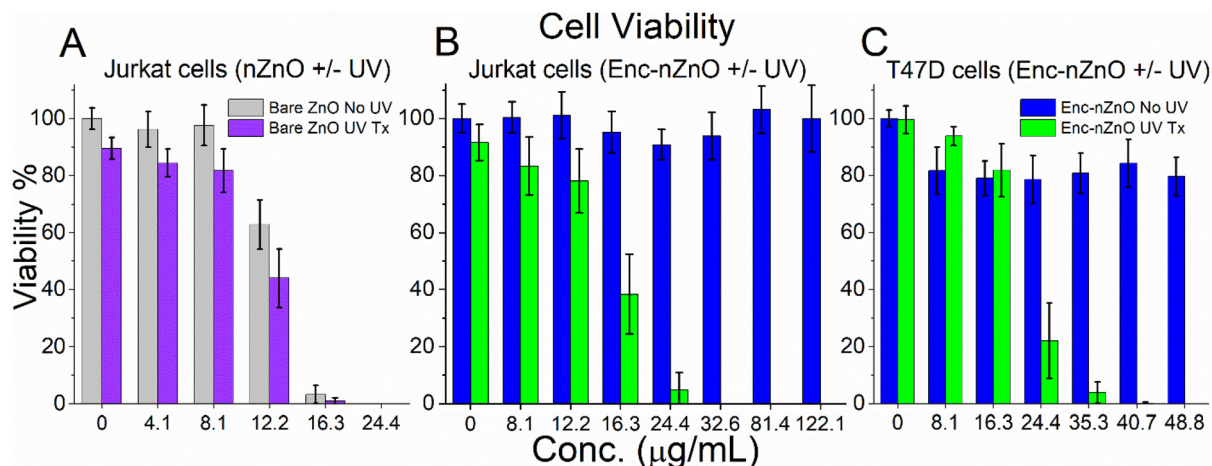 Cell Viability
A
Jurkat cells (nZnO +/- UV)
Bare ZnO No UV
Bare ZnO UV Tx
B
Jurkat cells (Enc-nZnO +/- UV)
C
T47D cells (Enc-nZnO +/- UV)
Enc-nZnO No UV
Enc-nZnO UV Tx
Viability %
100
80
60
40
20
0
0 4.1 8.1 12.2 16.3 24.4
100
80
60
40
20
0
0 8.1 12.2 16.3 24.4 32.6 81.4 122.1
100
80
60
40
20
0
0 8.1 16.3 24.4 35.3 40.7 48.8
Conc. (μg/mL)